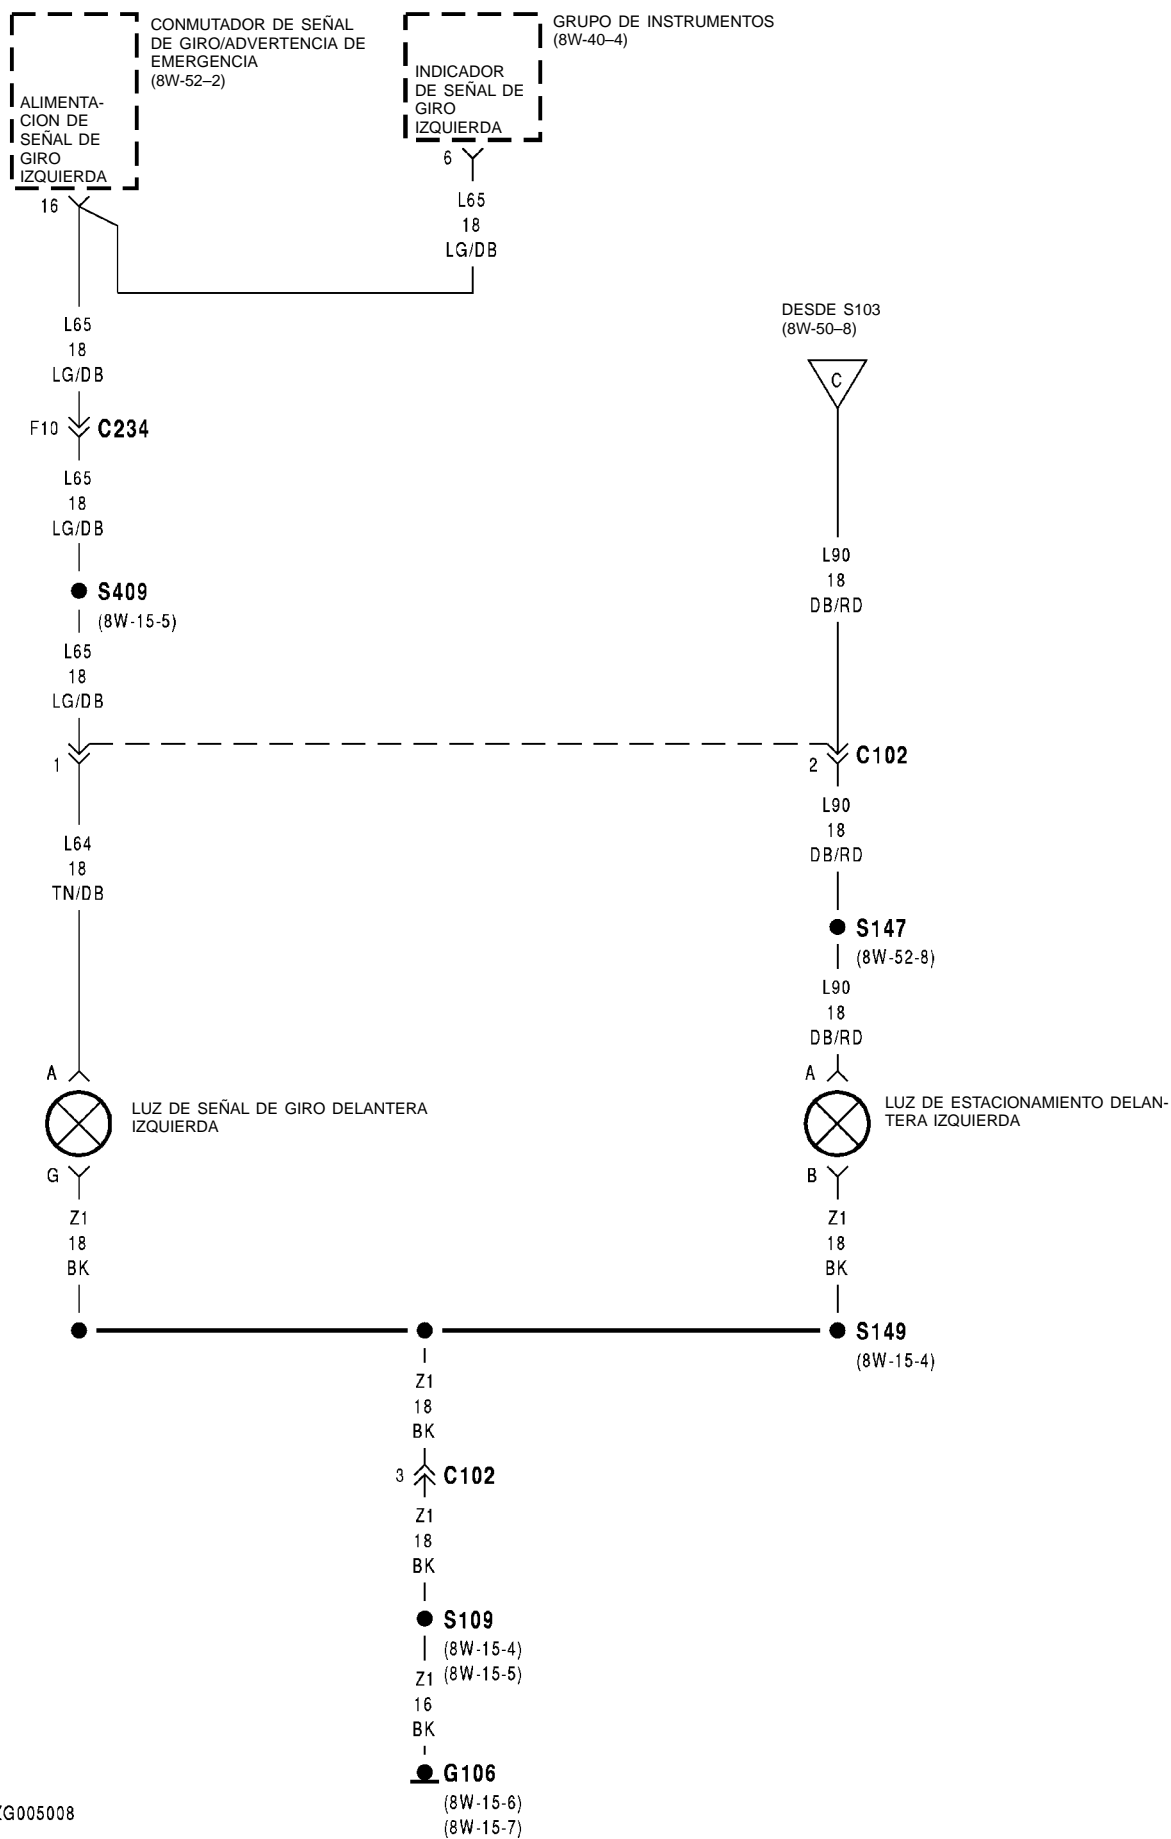 CONMUTADOR DE SEÑAL
DE GIRO/ADVERTENCIA DE
EMERGENCIA
(8W-52–2)
ALIMENTA-
CION DE
SEÑAL DE
GIRO
IZQUIERDA
16
GRUPO DE INSTRUMENTOS
(8W-40–4)
INDICADOR
DE SEÑAL DE
GIRO
IZQUIERDA
6
L65
18
LG/DB
L65
18
LG/DB
F10
C234
L65
18
LG/DB
S409
(8W-15-5)
L65
18
LG/DB
1
DESDE S103
(8W-50–8)
C
L90
18
DB/RD
2
C102
L90
18
DB/RD
S147
(8W-52-8)
L90
18
DB/RD
L64
18
TN/DB
A
LUZ DE SEÑAL DE GIRO DELANTERA
IZQUIERDA
G
Z1
18
BK
A
LUZ DE ESTACIONAMIENTO DELAN-
TERA IZQUIERDA
B
Z1
18
BK
S149
(8W-15-4)
Z1
18
BK
3
C102
Z1
18
BK
S109
(8W-15-4)
(8W-15-5)
Z1
16
BK
G106
(8W-15-6)
(8W-15-7)
ZG005008